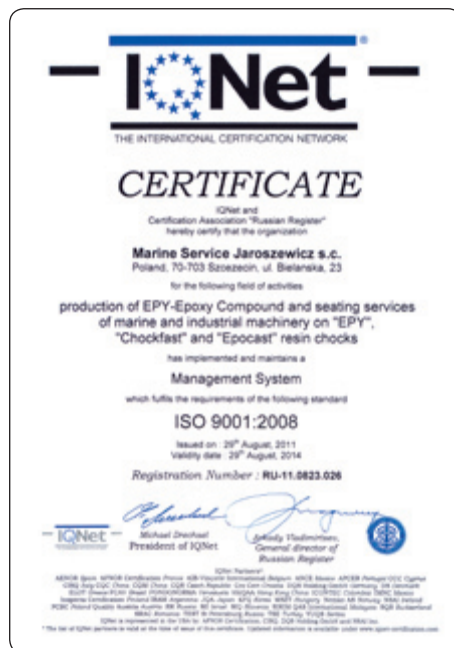 IQNet
®
THE INTERNATIONAL CERTIFICATION NETWORK
CERTIFICATE
IQNet and
Certification Association "Russian Register"
hereby certify that the organization
Marine Service Jaroszewicz s.c.
Poland, 70-703 Szczecin, ul. Bielanska, 23
for the following field of activities
production of EPY-Epoxy Compound and seating services
of marine and industrial machinery on "EPY",
"Chockfast" and "Epocast" resin chocks
has implemented and maintains a
Management System
which fulfils the requirements of the following standard
ISO 9001:2008
Issued on : 29th August, 2011
Validity date : 29th August, 2014
Registration Number : RU-11.0823.026
IQNet
Michael Drechsel
President of IQNet
Arkady Vladimirtsev,
General director of
Russian Register
IQNet Partners*: